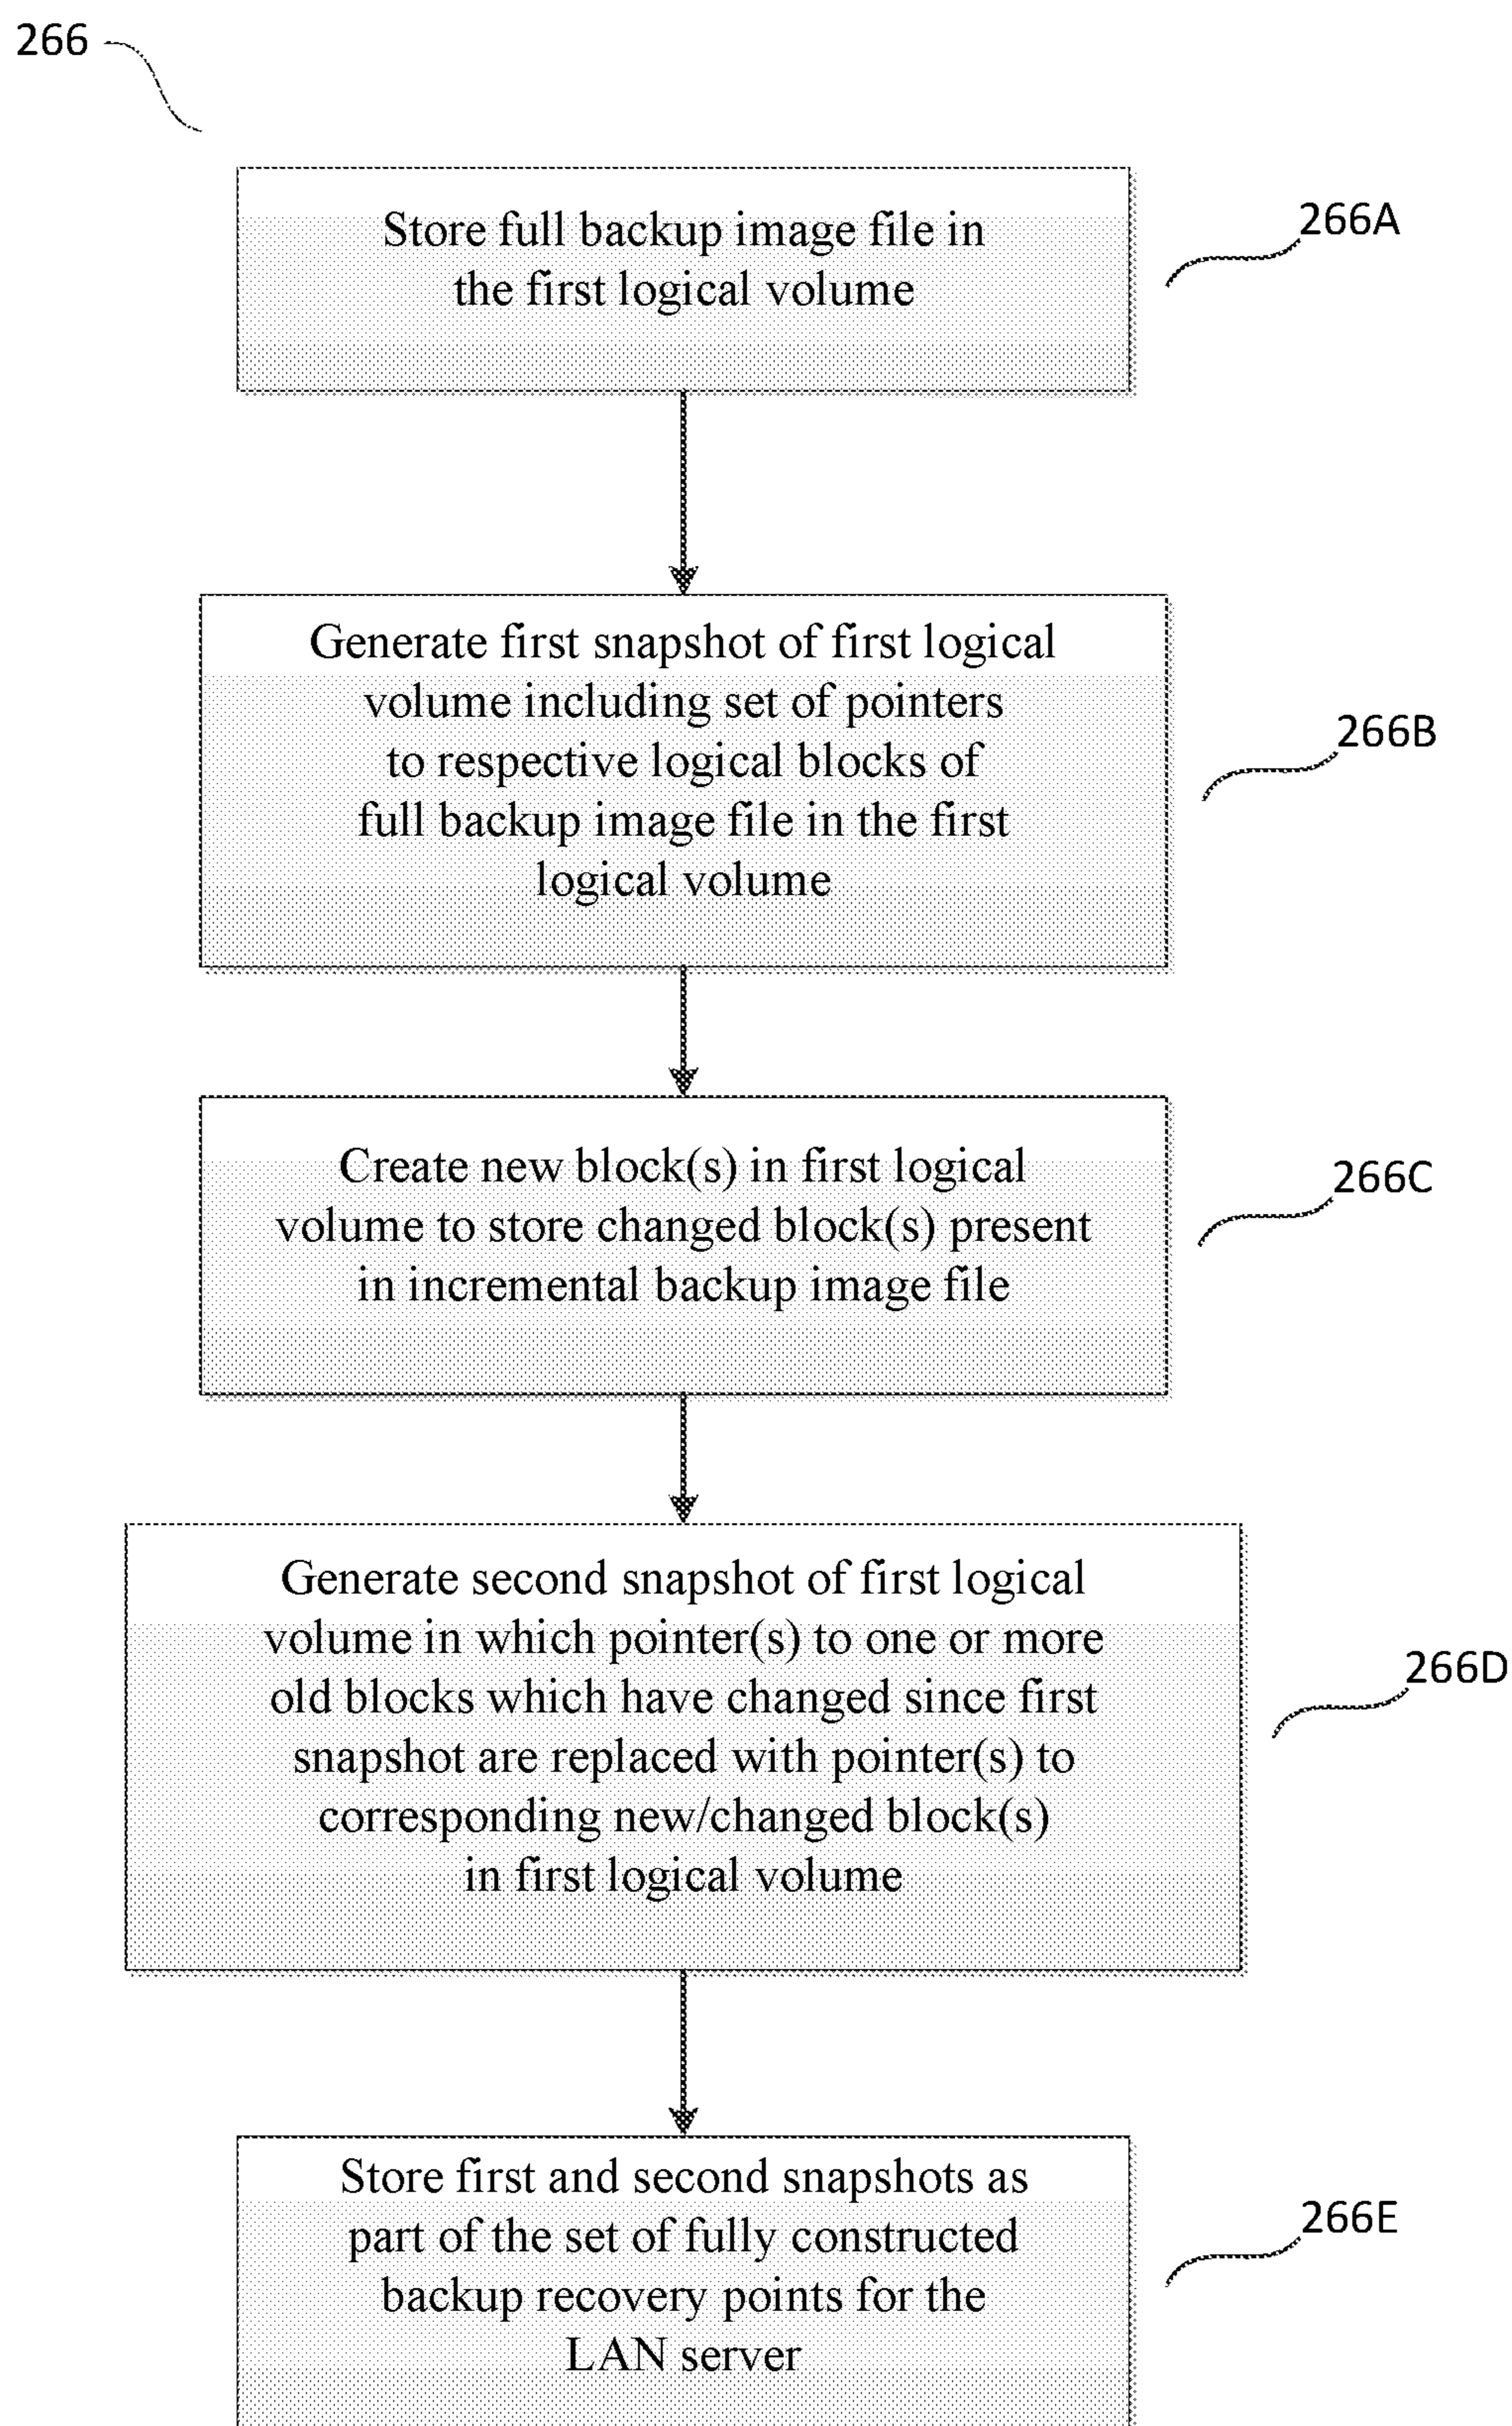 266
Store full backup image file in
the first logical volume
266A
Generate first snapshot of first logical
volume including set of pointers
to respective logical blocks of
full backup image file in the first
logical volume
266B
Create new block(s) in first logical
volume to store changed block(s) present
in incremental backup image file
266C
Generate second snapshot of first logical
volume in which pointer(s) to one or more
old blocks which have changed since first
snapshot are replaced with pointer(s) to
corresponding new/changed block(s)
in first logical volume
266D
Store first and second snapshots as
part of the set of fully constructed
backup recovery points for the
LAN server
266E